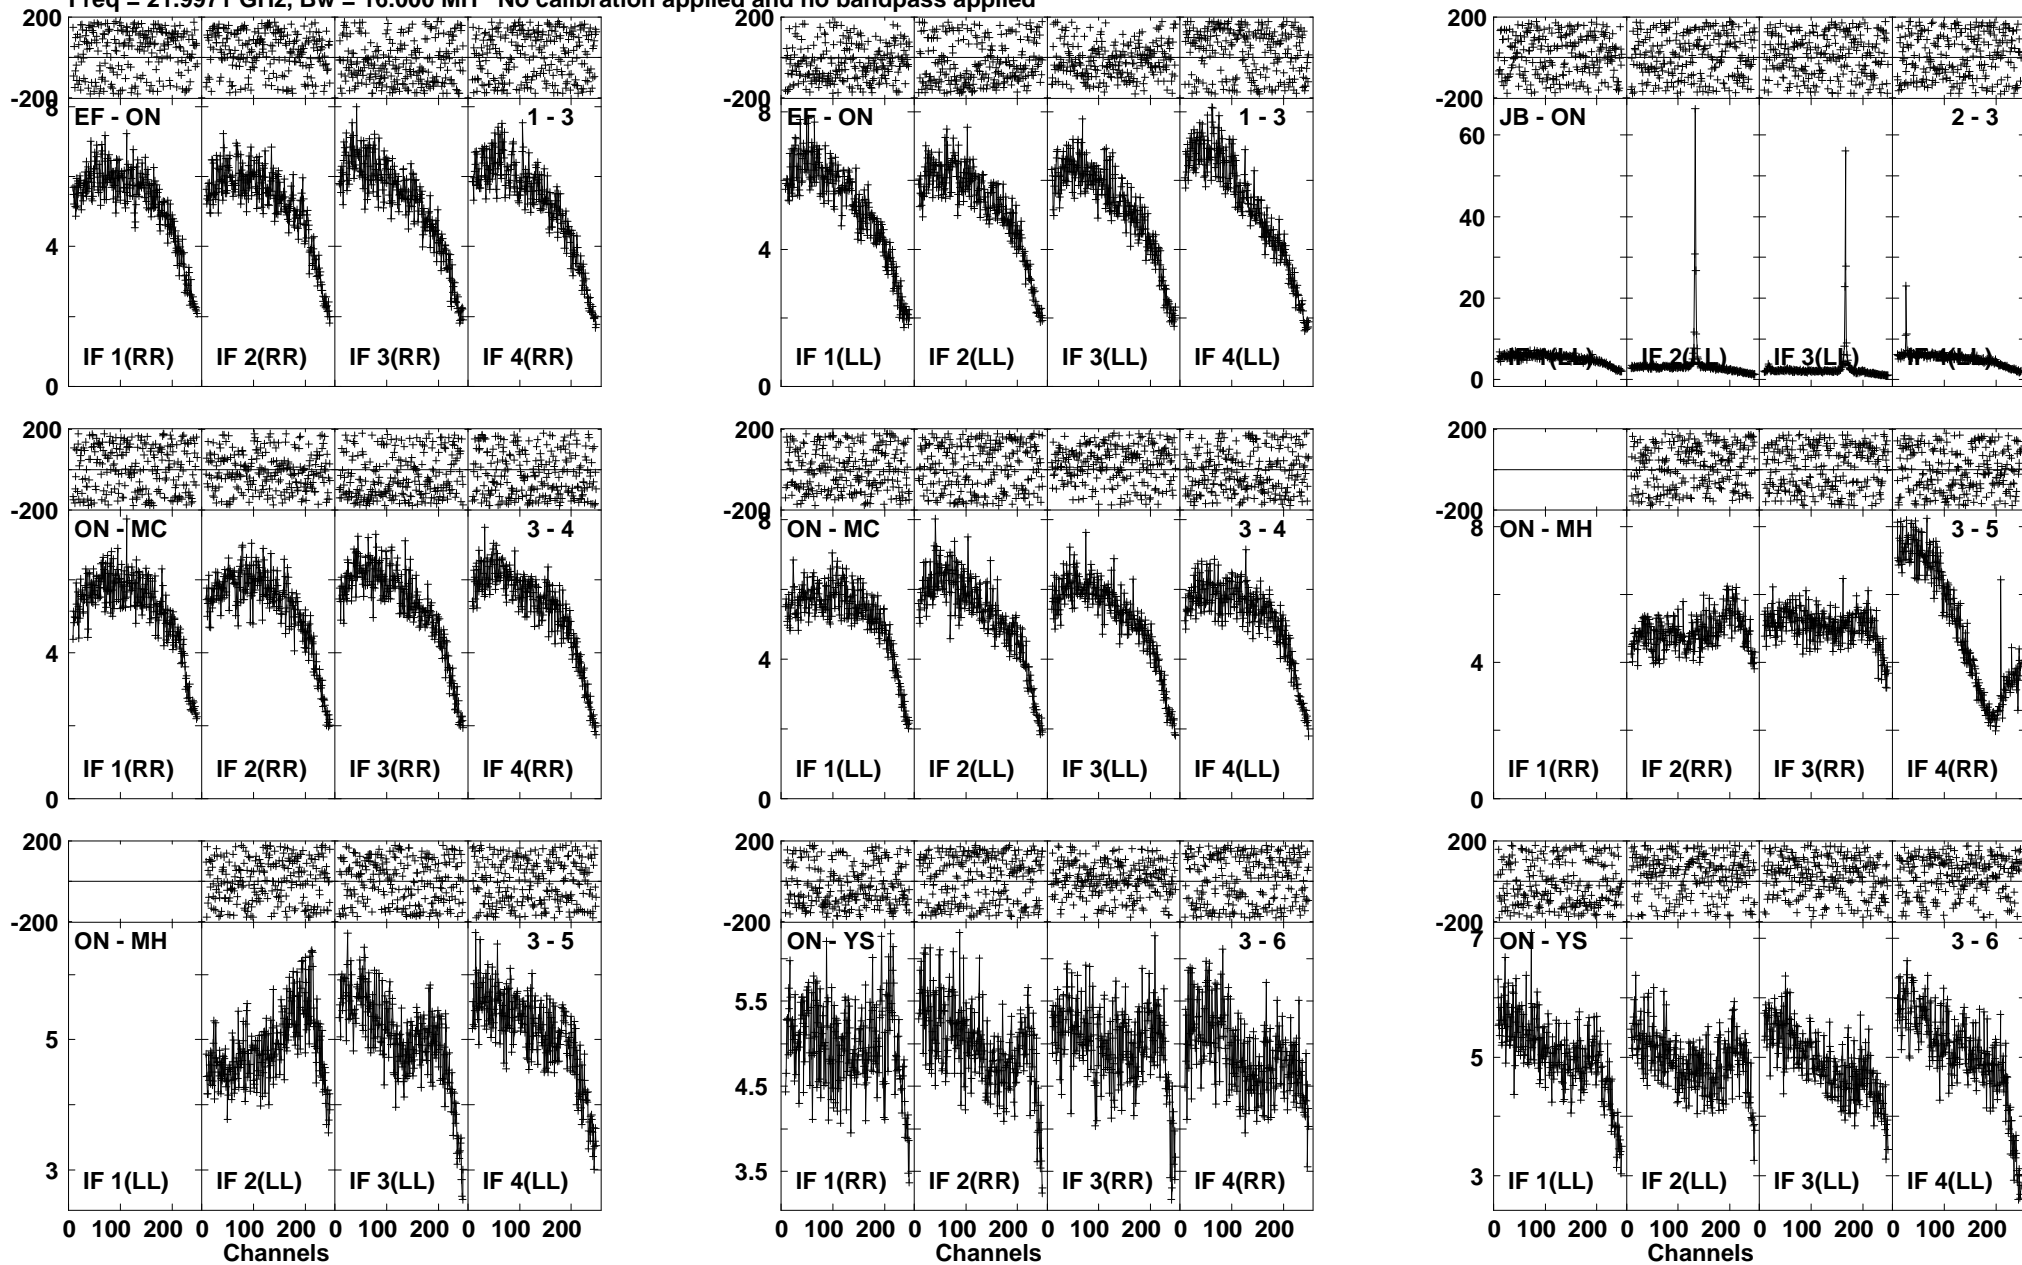 Freq = 21.9971 GHz, Bw = 16.000 MH No calibration applied and no bandpass applied
200 200 200
-200 -200 -200
8 8 60
EF - ON 1 - 3 EF - ON 1 - 3 JB - ON 2 - 3
40
4 4
20
IF 1(RR) IF 2(RR) IF 3(RR) IF 4(RR) IF 1(LL) IF 2(LL) IF 3(LL) IF 4(LL) IF 1(LL) IF 2(LL) IF 3(LL) IF 4(LL)
0 0 0
200 200 200
-200 -200 -200
8 8
ON - MC 3 - 4 ON - MC 3 - 4 ON - MH 3 - 5
4 4 4
IF 1(RR) IF 2(RR) IF 3(RR) IF 4(RR) IF 1(LL) IF 2(LL) IF 3(LL) IF 4(LL) IF 1(RR) IF 2(RR) IF 3(RR) IF 4(RR)
0 0 0
200 200 200
-200 -200 -200
7
ON - MH 3 - 5 ON - YS 3 - 6 ON - YS 3 - 6
5.5
5 5
4.5
3 3.5 3
IF 1(LL) IF 2(LL) IF 3(LL) IF 4(LL) IF 1(RR) IF 2(RR) IF 3(RR) IF 4(RR) IF 1(LL) IF 2(LL) IF 3(LL) IF 4(LL)
0 100 200 0 100 200 0 100 200 0 100 200 0 100 200 0 100 200 0 100 200 0 100 200 0 100 200 0 100 200 0 100 200 0 100 200
Channels Channels Channels